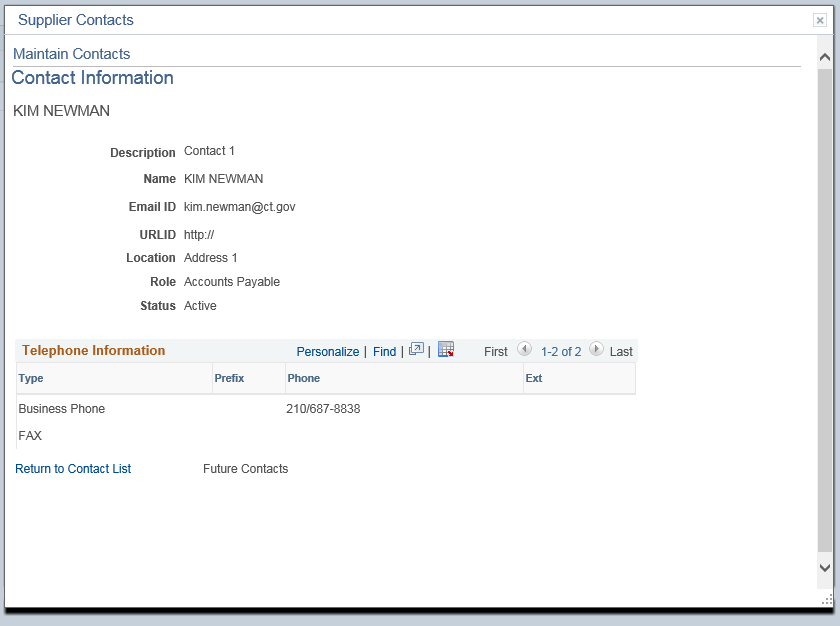 Supplier Contacts
Maintain Contacts
Contact Information
KIM NEWMAN
Description Contact 1
Name KIM NEWMAN
Email ID kim.newman@ct.gov
URLID http://
Location Address 1
Role Accounts Payable
Status Active
Telephone Information Personalize | Find | | First 1-2 of 2 Last
Type Prefix Phone Ext
Business Phone 210/687-8838
FAX
Return to Contact List Future Contacts